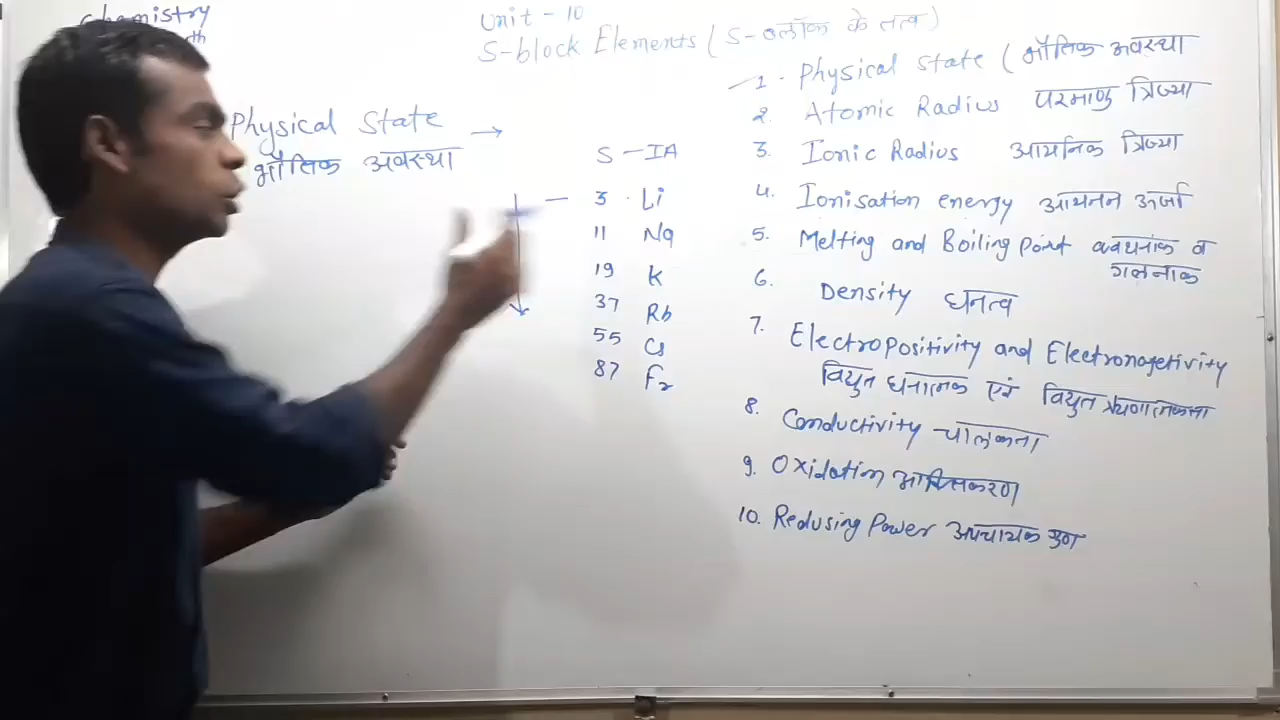 Chemistry
th
Unit - 10
S-block Elements (S-ब्लॉक के तत्व)
Physical State →
भौतिक अवस्था
S - IA
3 Li
11 Na
19 K
37 Rb
55 Cs
87 Fr
1. Physical State (भौतिक अवस्था
2. Atomic Radius परमाणु त्रिज्या
3. Ionic Radius आयनिक त्रिज्या
4. Ionisation energy आयनन ऊर्जा
5. Melting and Boiling Point क्वथनांक व
गलनांक
6. Density घनत्व
7. Electropositivity and Electronagetivity
विद्युत धनात्मक एवं विद्युत ऋणात्मकता
8. Conductivity चालकता
9. Oxidation
10. Redusing Power अपचायक गुण